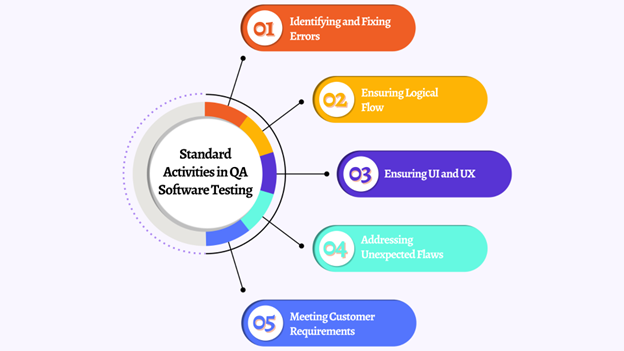 Standard
Activities in QA
Software Testing
01
Identifying and Fixing
Errors
02
Ensuring Logical
Flow
03
Ensuring UI and UX
04
Addressing
Unexpected Flaws
05
Meeting Customer
Requirements